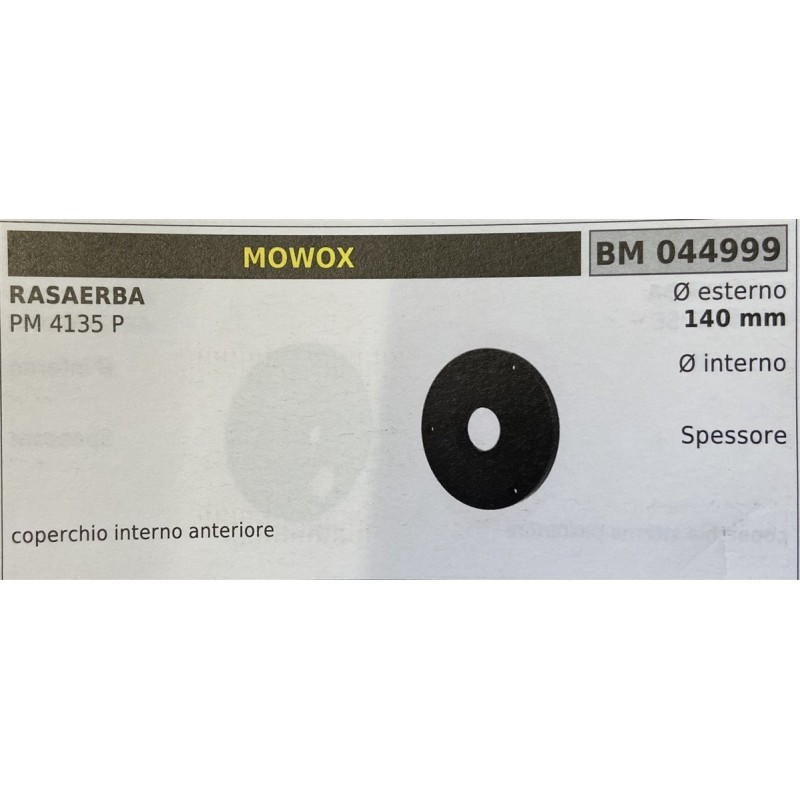 MOWOX
BM 044999
RASAERBA
PM 4135 P
Ø esterno
140 mm
Ø interno
Spessore
coperchio interno anteriore